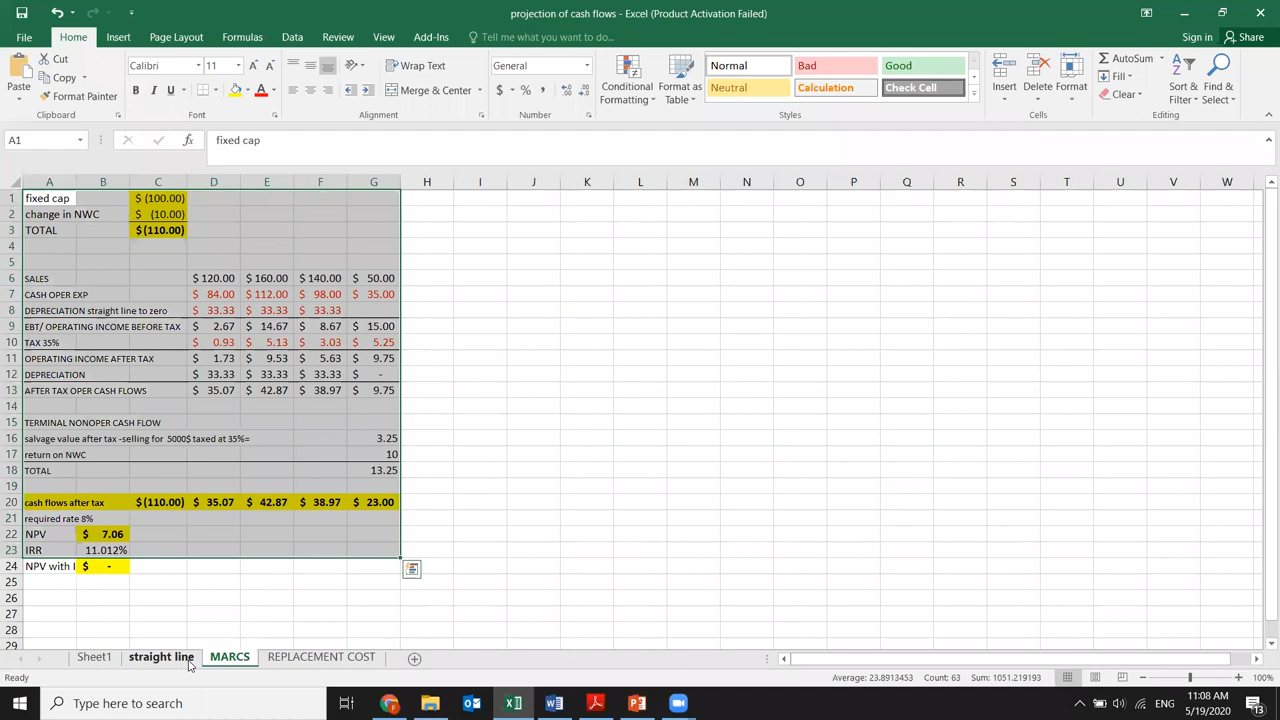 projection of cash flows - Excel (Product Activation Failed)
File Home Insert Page Layout Formulas Data Review View Add-Ins Tell me what you want to do... Sign in Share
Paste Cut Copy Format Painter Clipboard
Calibri 11 B I U A Font
Wrap Text Merge & Center Alignment
General $ % , Number
Conditional Formatting Format as Table Normal Bad Good Neutral Calculation Check Cell Styles
Insert Delete Format Cells
AutoSum Fill Clear Sort & Filter Find & Select Editing
A1 fx fixed cap
A B C D E F G H I J K L M N O P Q R S T U V W
1 fixed cap $ (100.00)
2 change in NWC $ (10.00)
3 TOTAL $ (110.00)
4
5
6 SALES $ 120.00 $ 160.00 $ 140.00 $ 50.00
7 CASH OPER EXP $ 84.00 $ 112.00 $ 98.00 $ 35.00
8 DEPRECIATION straight line to zero $ 33.33 $ 33.33 $ 33.33
9 EBT/ OPERATING INCOME BEFORE TAX $ 2.67 $ 14.67 $ 8.67 $ 15.00
10 TAX 35% $ 0.93 $ 5.13 $ 3.03 $ 5.25
11 OPERATING INCOME AFTER TAX $ 1.73 $ 9.53 $ 5.63 $ 9.75
12 DEPRECIATION $ 33.33 $ 33.33 $ 33.33 $ -
13 AFTER TAX OPER CASH FLOWS $ 35.07 $ 42.87 $ 38.97 $ 9.75
14
15 TERMINAL NONOPER CASH FLOW
16 salvage value after tax -selling for 5000$ taxed at 35%= 3.25
17 return on NWC 10
18 TOTAL 13.25
19
20 cash flows after tax $ (110.00) $ 35.07 $ 42.87 $ 38.97 $ 23.00
21 required rate 8%
22 NPV $ 7.06
23 IRR 11.012%
24 NPV with I $ -
25
26
27
28
29
Sheet1 straight line MARCS REPLACEMENT COST
Ready Average: 23.8913453 Count: 63 Sum: 1051.219193 100%
Type here to search ENG 11:08 AM
5/19/2020 13